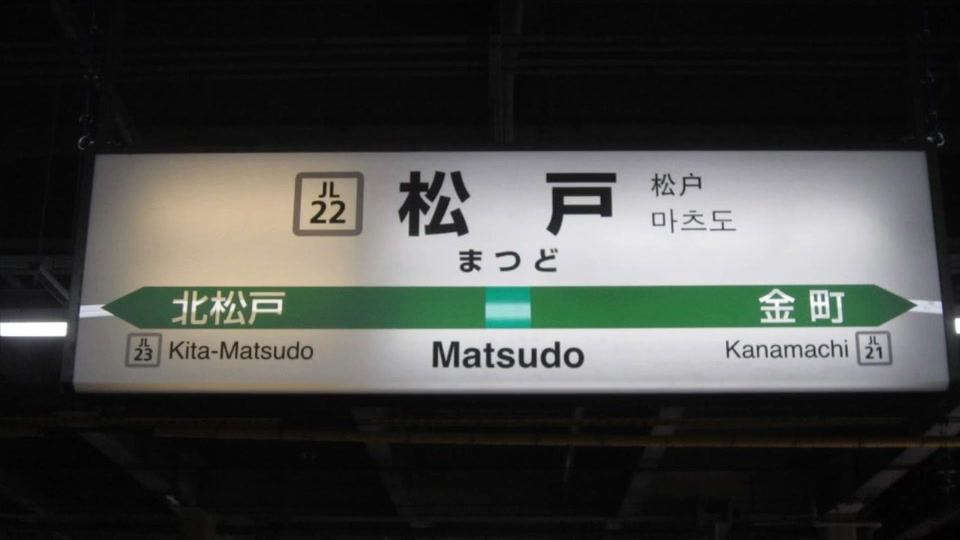 JL
22
松戸
松户
마츠도
まつど
北松戸
金町
JL
23
Kita-Matsudo
Matsudo
Kanamachi
JL
21